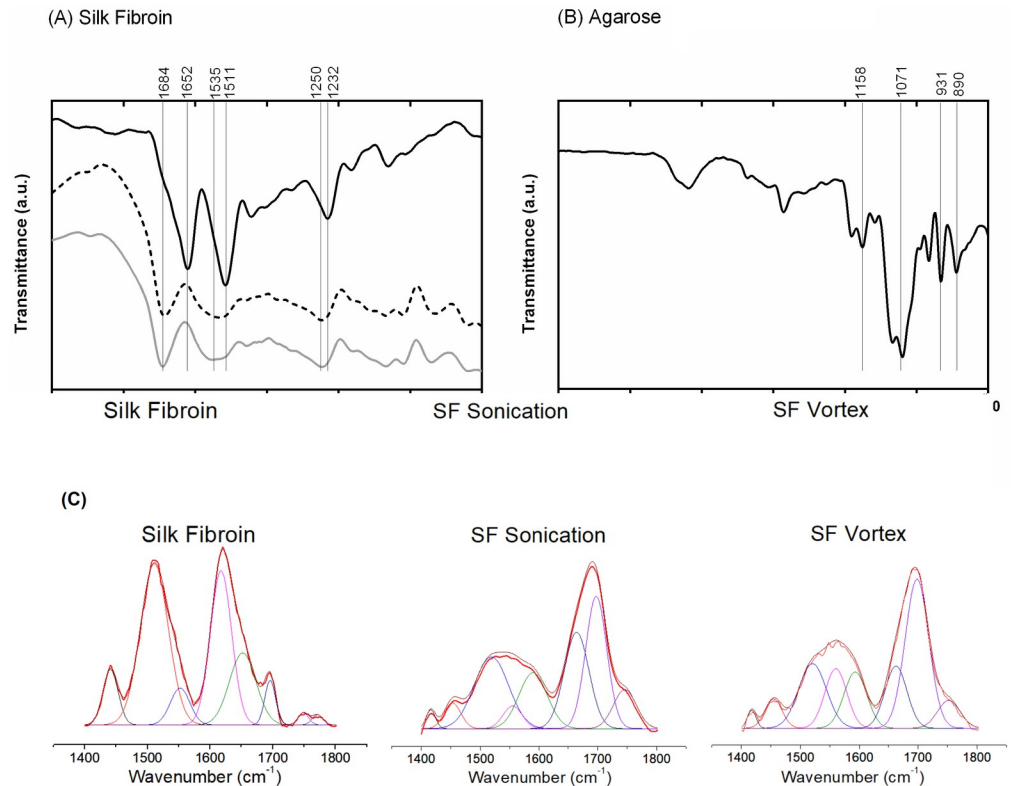 (A) Silk Fibroin
(B) Agarose
1684
1652
1535
1511
1250
1232
1158
1071
931
890
Transmittance (a.u.)
Transmittance (a.u.)
Silk Fibroin
SF Sonication
SF Vortex
0
(C)
Silk Fibroin
SF Sonication
SF Vortex
1400 1500 1600 1700 1800
1400 1500 1600 1700 1800
1400 1500 1600 1700 1800
Wavenumber (cm⁻¹)
Wavenumber (cm⁻¹)
Wavenumber (cm⁻¹)